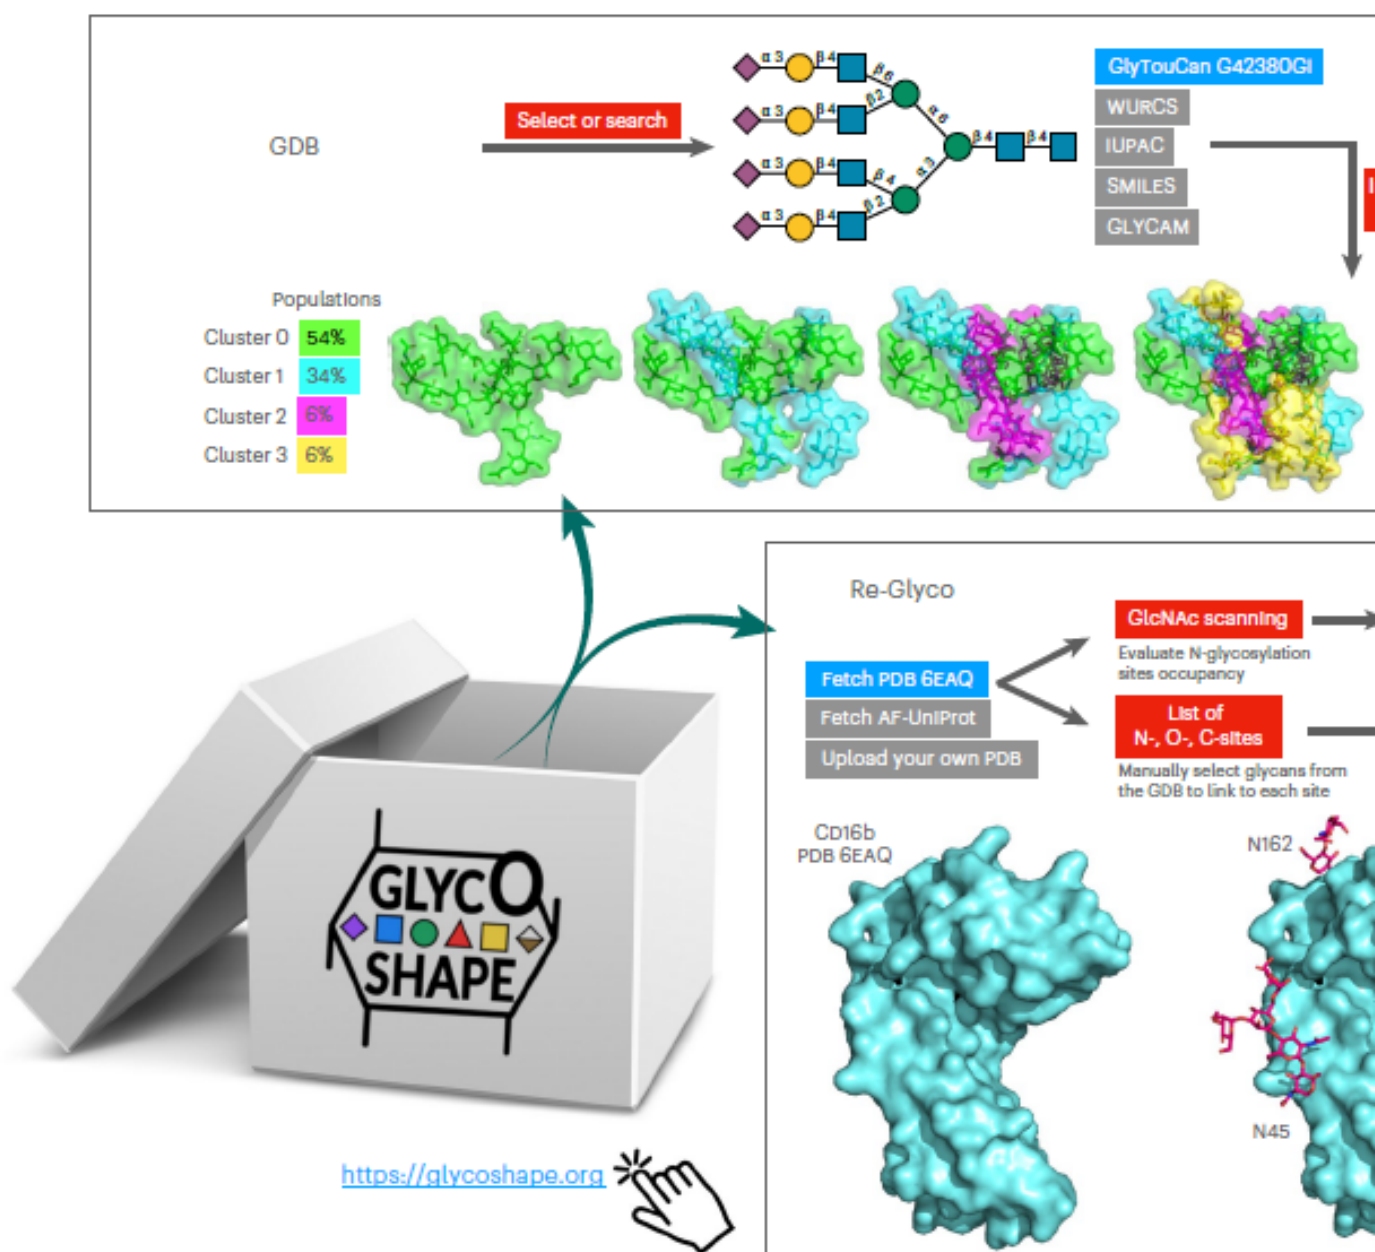 GDB
Select or search
α3
β4
β6
α3
β4
β2
α6
α3
β4
β4
α3
β4
β2
α3
β4
β4
GlyTouCan G42380GI
WURCS
IUPAC
SMILES
GLYCAM
Populations
Cluster 0 54%
Cluster 1 34%
Cluster 2 6%
Cluster 3 6%
Re-Glyco
Fetch PDB 6EAQ
Fetch AF-UniProt
Upload your own PDB
GlcNAc scanning
Evaluate N-glycosylation
sites occupancy
List of
N-, O-, C-sites
Manually select glycans from
the GDB to link to each site
CD16b
PDB 6EAQ
N162
N45
GLYCO
SHAPE
https://glycoshape.org